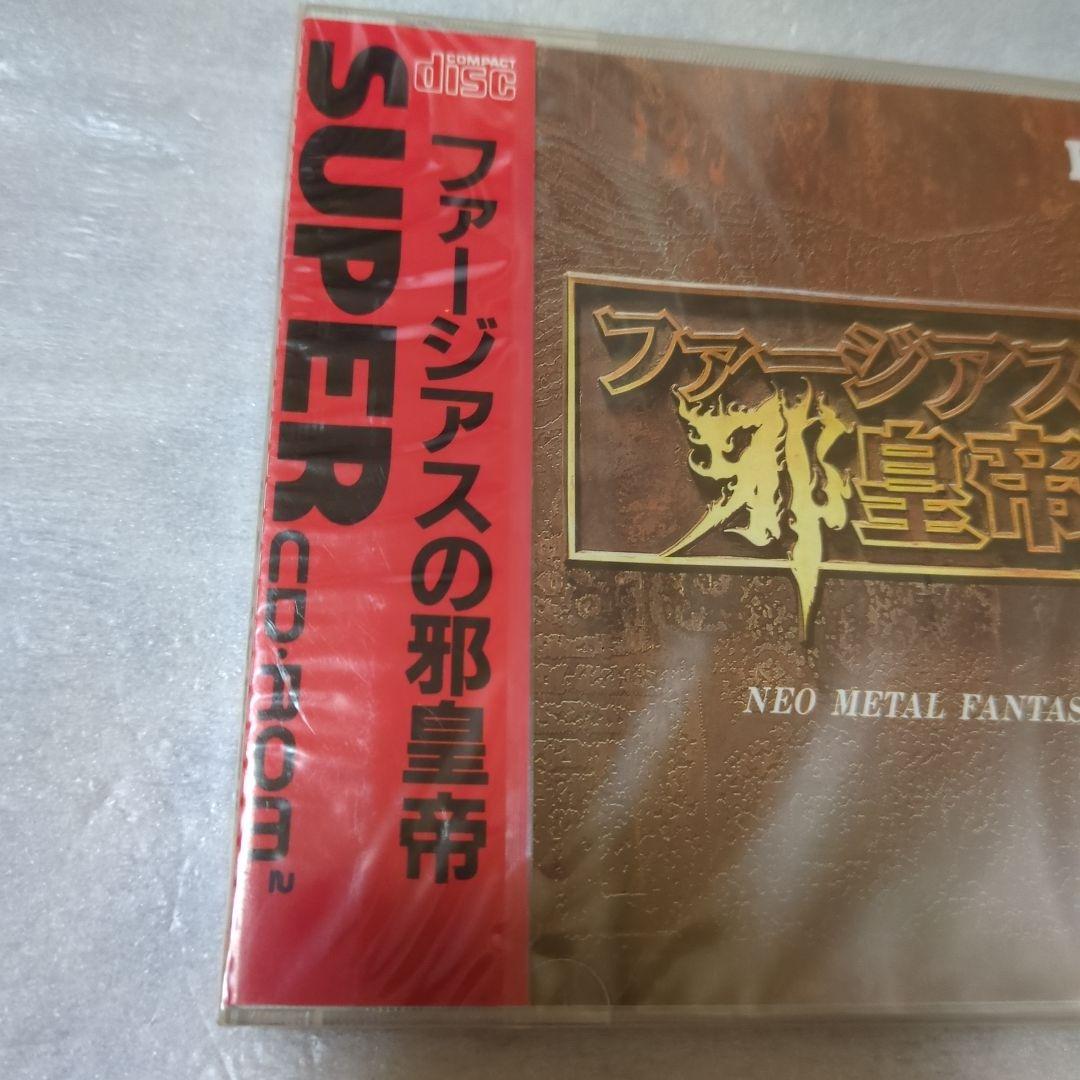 COMPACT
disc
SUPER
CD·ROM²
ファージアスの邪皇帝
ファージアス
邪皇帝
NEO METAL FANTAS